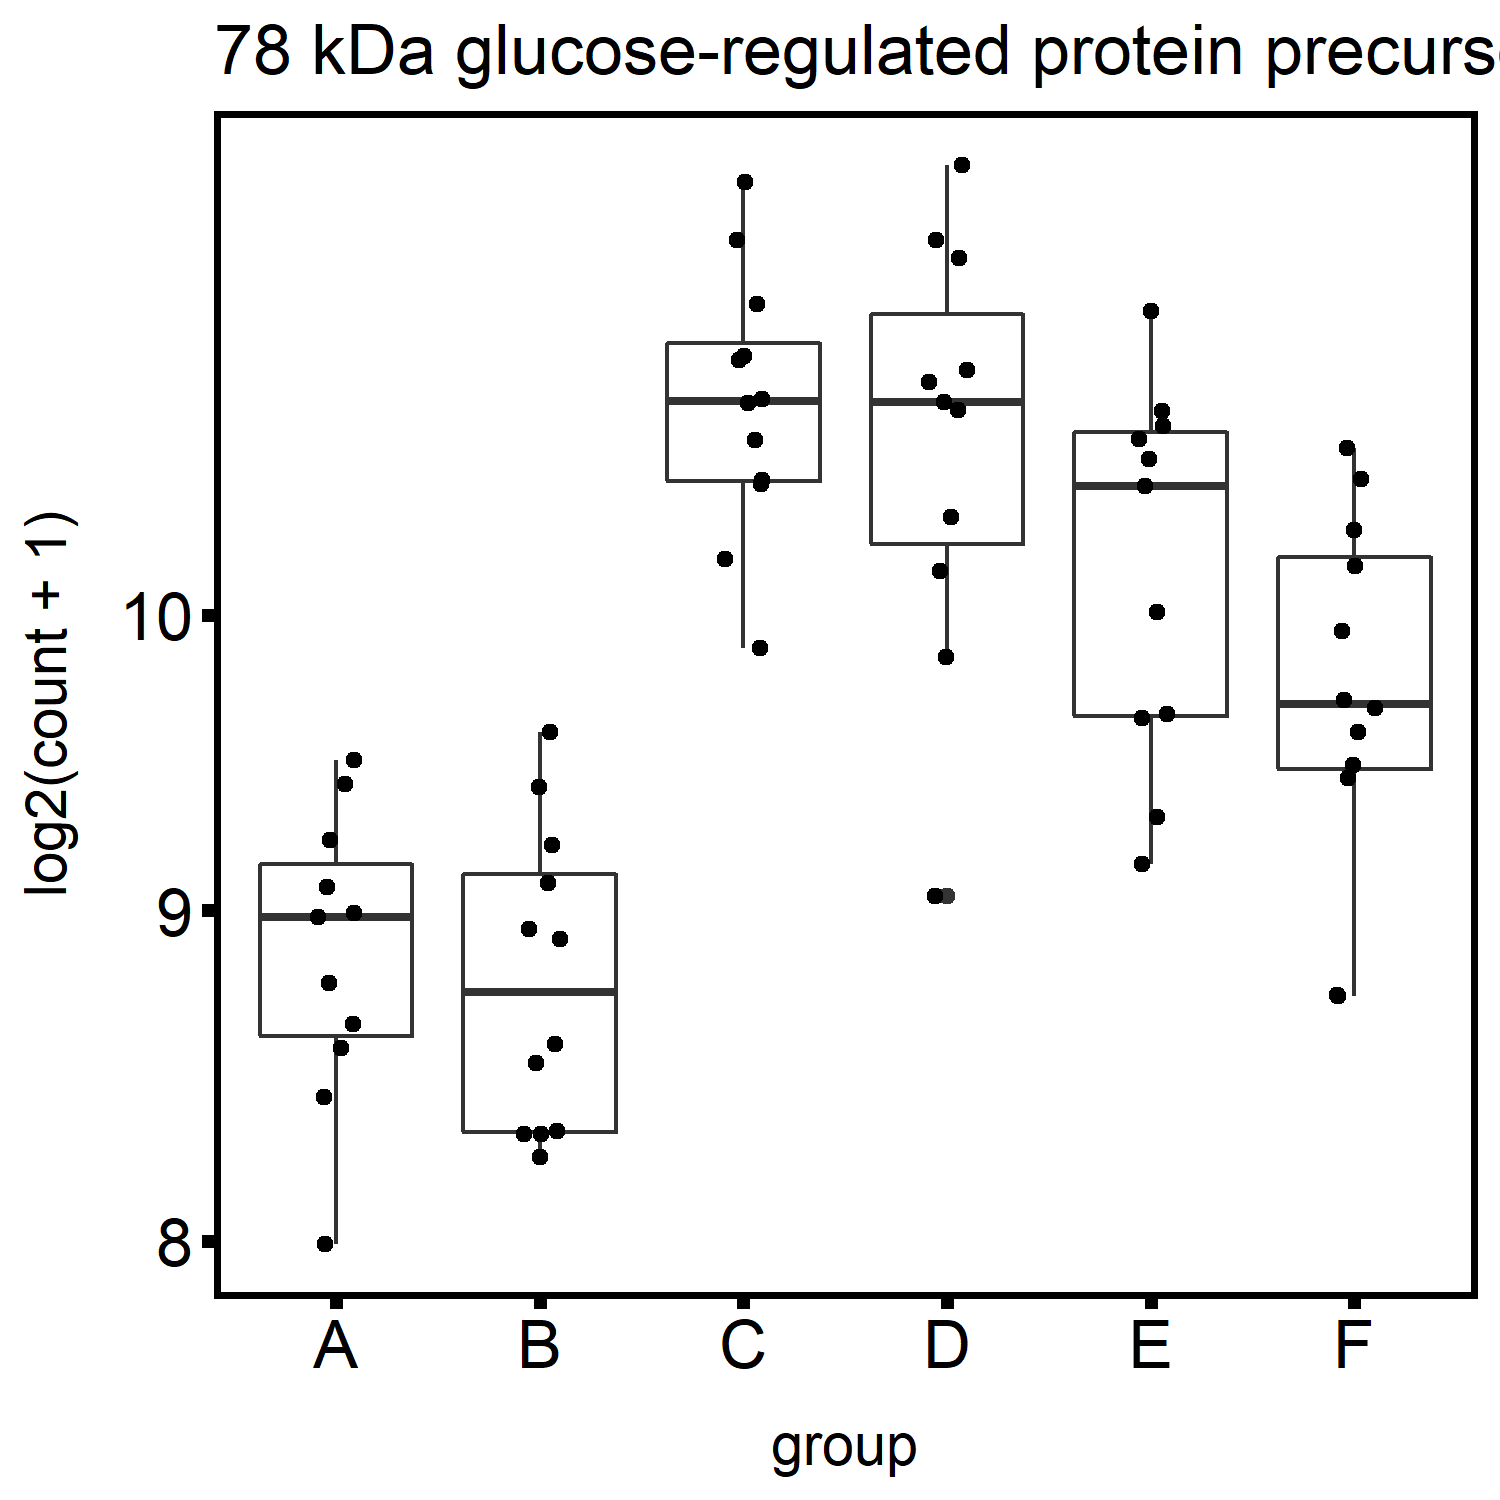 78 kDa glucose-regulated protein precurs
log2(count + 1)
10
9
8
A B C D E F
group